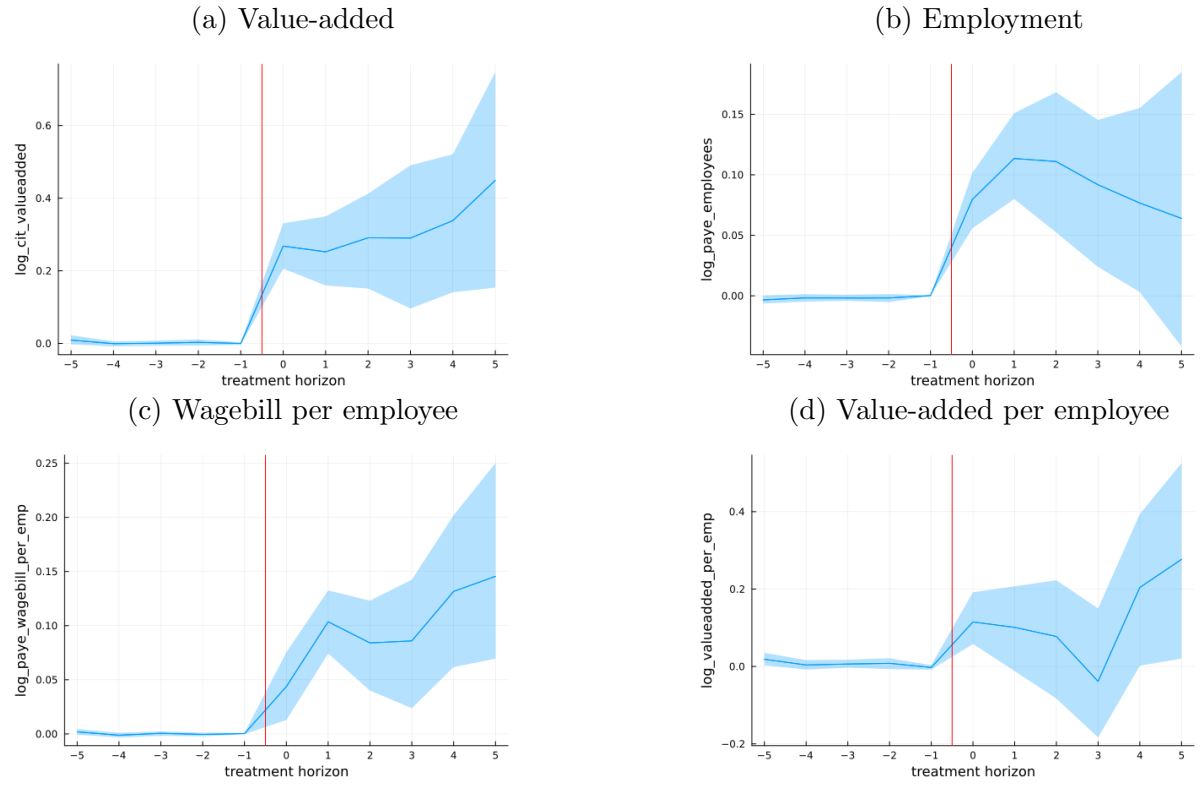 (a) Value-added
(b) Employment
log_cit_valueadded
0.6
0.4
0.2
0.0
−5 −4 −3 −2 −1 0 1 2 3 4 5
treatment horizon
log_paye_employees
0.15
0.10
0.05
0.00
−5 −4 −3 −2 −1 0 1 2 3 4 5
treatment horizon
(c) Wagebill per employee
(d) Value-added per employee
log_paye_wagebill_per_emp
0.25
0.20
0.15
0.10
0.05
0.00
−5 −4 −3 −2 −1 0 1 2 3 4 5
treatment horizon
log_valueadded_per_emp
0.4
0.2
0.0
−0.2
−5 −4 −3 −2 −1 0 1 2 3 4 5
treatment horizon